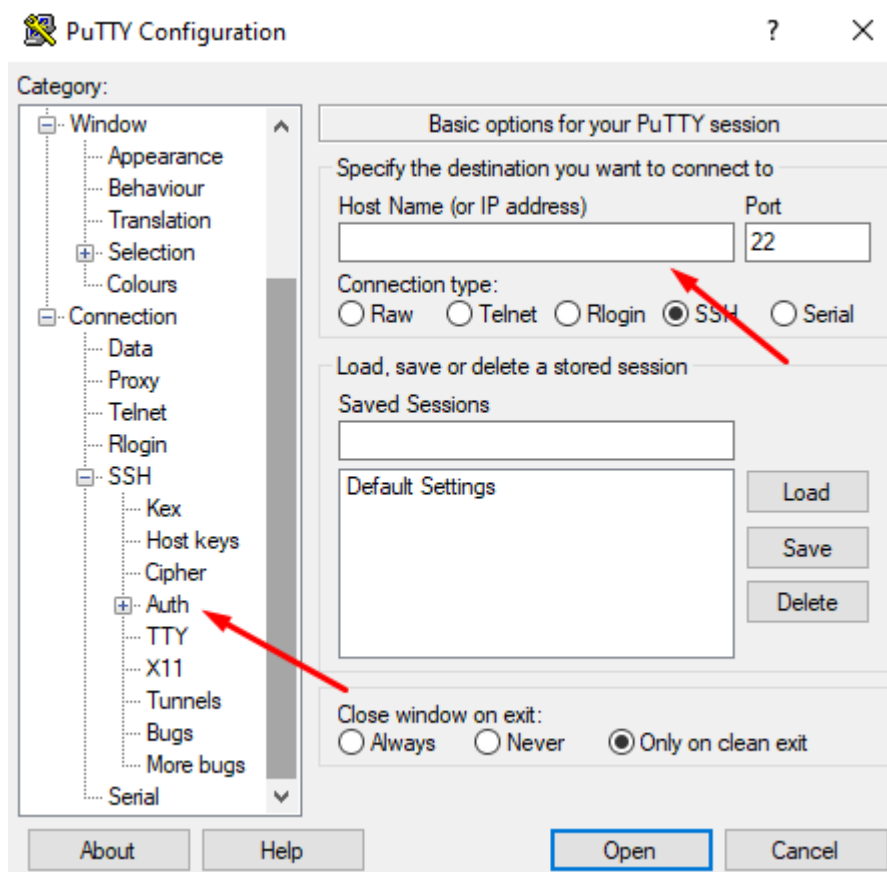 PuTTY Configuration
?
Category:
Window
Appearance
Behaviour
Translation
Selection
Colours
Connection
Data
Proxy
Telnet
Rlogin
SSH
Kex
Host keys
Cipher
Auth
TTY
X11
Tunnels
Bugs
More bugs
Serial
Basic options for your PuTTY session
Specify the destination you want to connect to
Host Name (or IP address) Port
22
Connection type:
Raw Telnet Rlogin SSH Serial
Load, save or delete a stored session
Saved Sessions
Default Settings
Load
Save
Delete
Close window on exit:
Always Never Only on clean exit
About Help Open Cancel